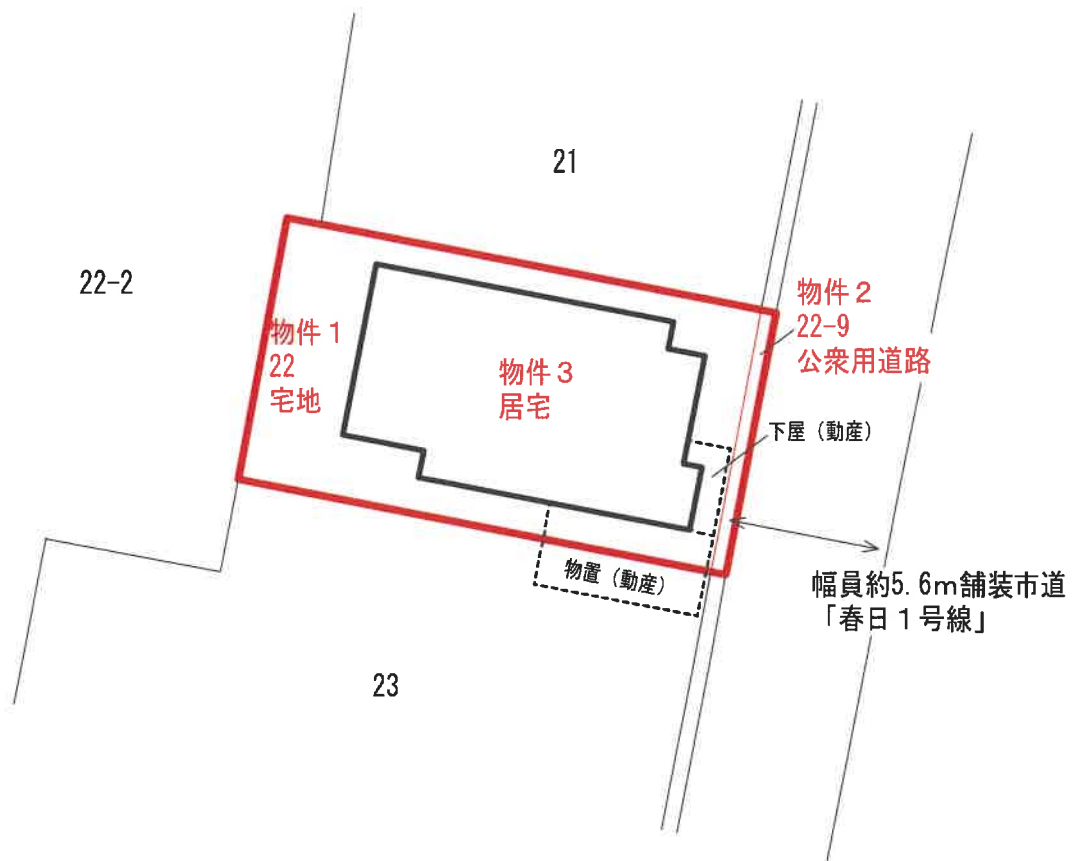 21
22-2
物件２
22-9
公衆用道路
物件１
22
宅地
物件３
居宅
下屋（動産）
物置（動産）
幅員約5.6m舗装市道
「春日１号線」
23